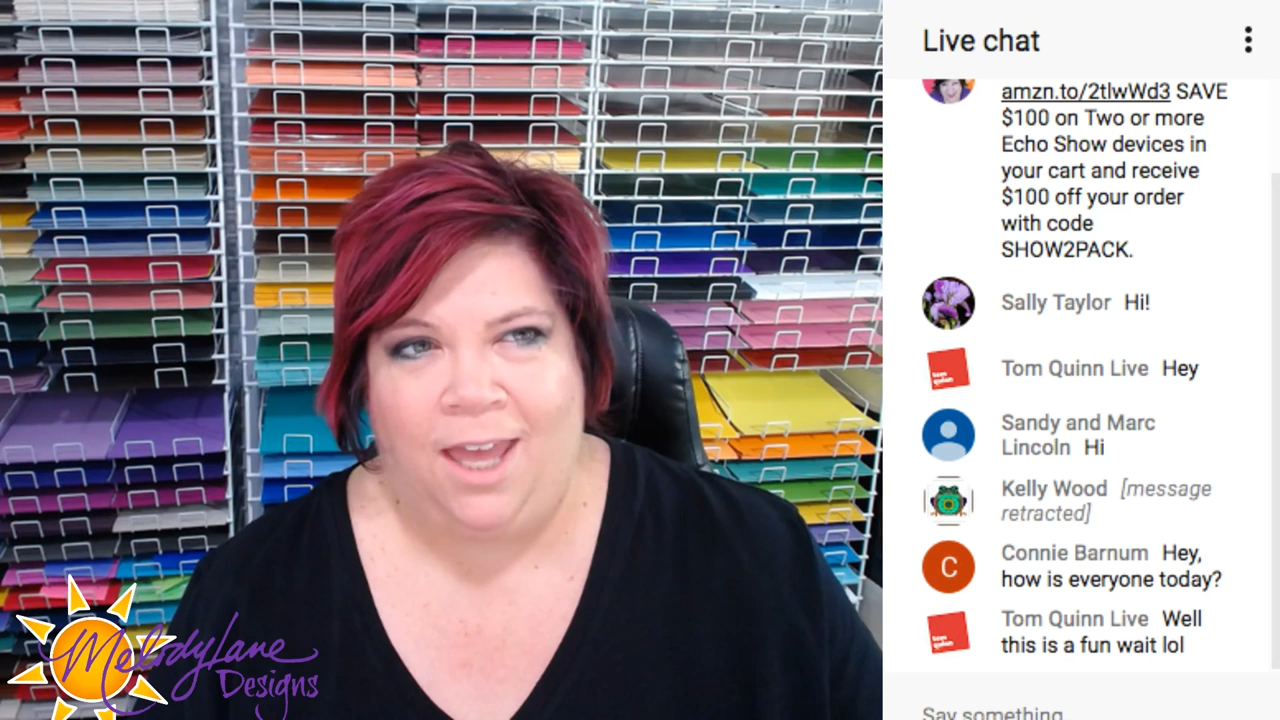 Live chat
amzn.to/2tlwWd3 SAVE
$100 on Two or more
Echo Show devices in
your cart and receive
$100 off your order
with code
SHOW2PACK.
Sally Taylor Hi!
Tom Quinn Live Hey
Sandy and Marc
Lincoln Hi
Kelly Wood [message
retracted]
C
Connie Barnum Hey,
how is everyone today?
tom
quinn
Tom Quinn Live Well
this is a fun wait lol
Say something
MelodyLane
Designs